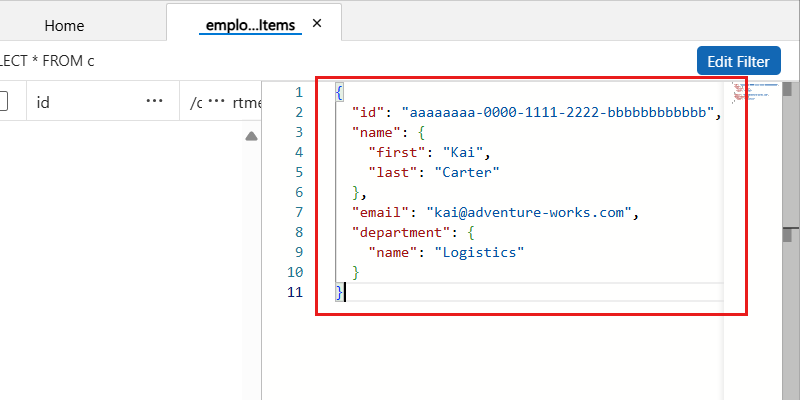 Home
emplo...Items
LECT * FROM c
Edit Filter
id ··· /c ··· rtme
1 {
2 "id": "aaaaaaaa-0000-1111-2222-bbbbbbbbbbbb",
3 "name": {
4 "first": "Kai",
5 "last": "Carter"
6 },
7 "email": "kai@adventure-works.com",
8 "department": {
9 "name": "Logistics"
10 }
11 }